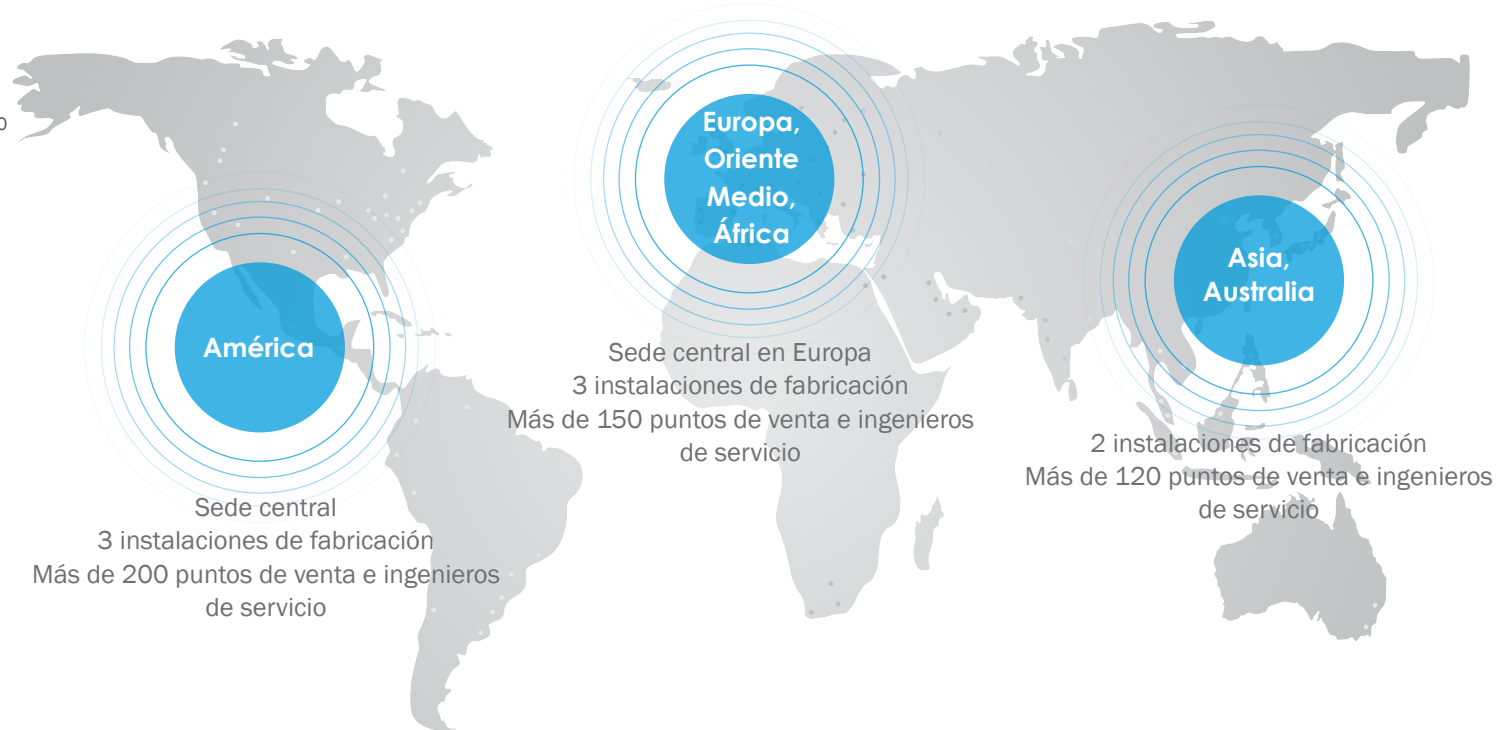 América
Sede central
3 instalaciones de fabricación
Más de 200 puntos de venta e ingenieros
de servicio
Europa,
Oriente
Medio,
África
Sede central en Europa
3 instalaciones de fabricación
Más de 150 puntos de venta e ingenieros
de servicio
Asia,
Australia
2 instalaciones de fabricación
Más de 120 puntos de venta e ingenieros
de servicio